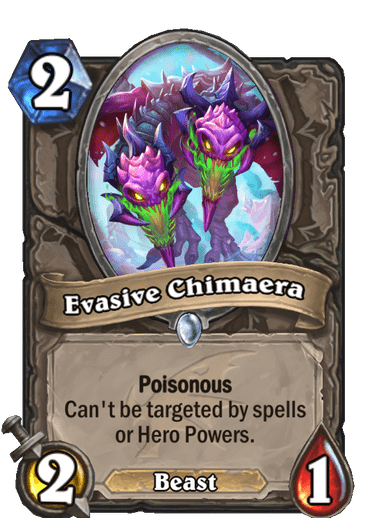 2
Evasive Chimaera
Poisonous
Can't be targeted by spells
or Hero Powers.
2
Beast
1